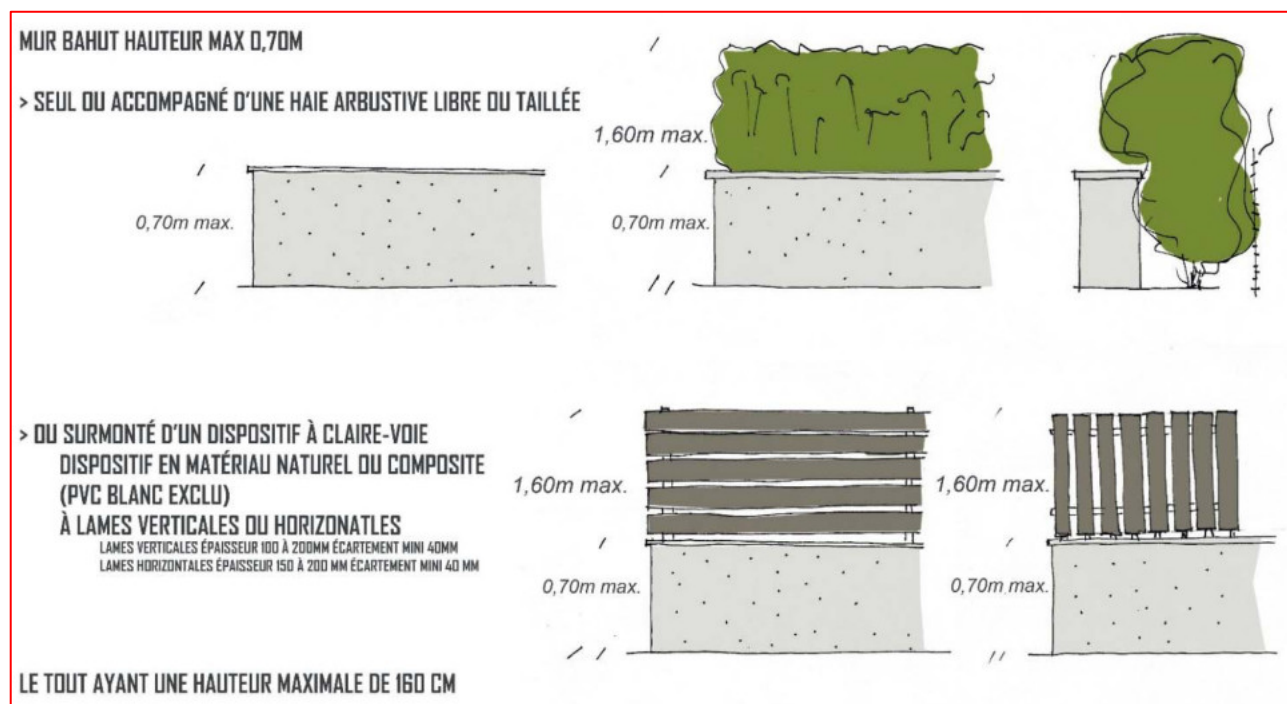 MUR BAHUT HAUTEUR MAX 0,70M
> SEUL OU ACCOMPAGNÉ D'UNE HAIE ARBUSTIVE LIBRE OU TAILLÉE
1,60m max.
0,70m max.
0,70m max.
> OU SURMONTÉ D'UN DISPOSITIF À CLAIRE-VOIE
DISPOSITIF EN MATÉRIAU NATUREL OU COMPOSITE
(PVC BLANC EXCLU)
À LAMES VERTICALES OU HORIZONATLES
LAMES VERTICALES ÉPAISSEUR 100 À 200MM ÉCARTEMENT MINI 40MM
LAMES HORIZONTALES ÉPAISSEUR 150 À 200 MM ÉCARTEMENT MINI 40 MM
1,60m max.
1,60m max.
0,70m max.
0,70m max.
LE TOUT AYANT UNE HAUTEUR MAXIMALE DE 160 CM